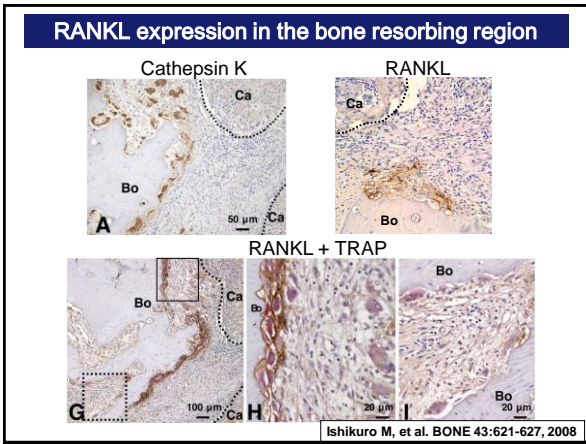 RANKL expression in the bone resorbing region
Cathepsin K
RANKL
Ca
Bo
A
50 µm
Ca
Ca
Bo
RANKL + TRAP
Bo
Ca
G
100 µm
Ca
Bo
H
20 µm
Bo
I
Bo
20 µm
Ishikuro M, et al. BONE 43:621-627, 2008